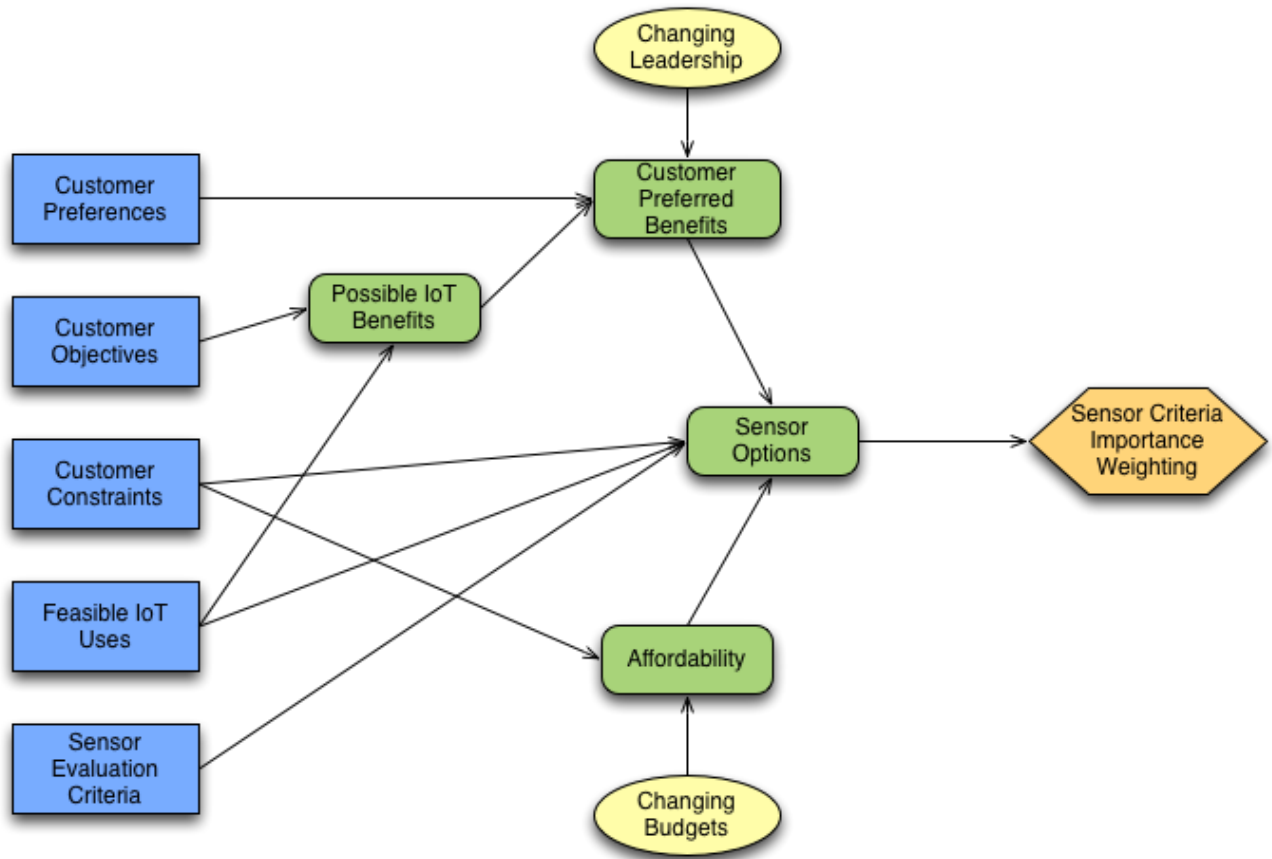 Changing
Leadership
Customer
Preferences
Customer
Preferred
Benefits
Possible IoT
Benefits
Customer
Objectives
Customer
Constraints
Sensor
Options
Sensor Criteria
Importance
Weighting
Feasible IoT
Uses
Affordability
Sensor
Evaluation
Criteria
Changing
Budgets